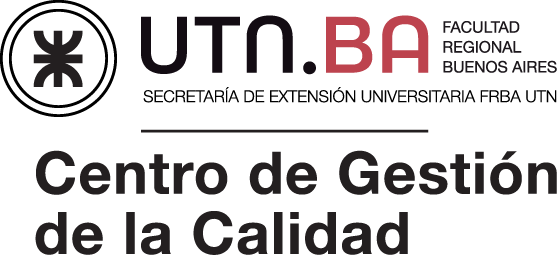 UTN.BA
FACULTAD
REGIONAL
BUENOS AIRES
SECRETARÍA DE EXTENSIÓN UNIVERSITARIA FRBA UTN
Centro de Gestión
de la Calidad